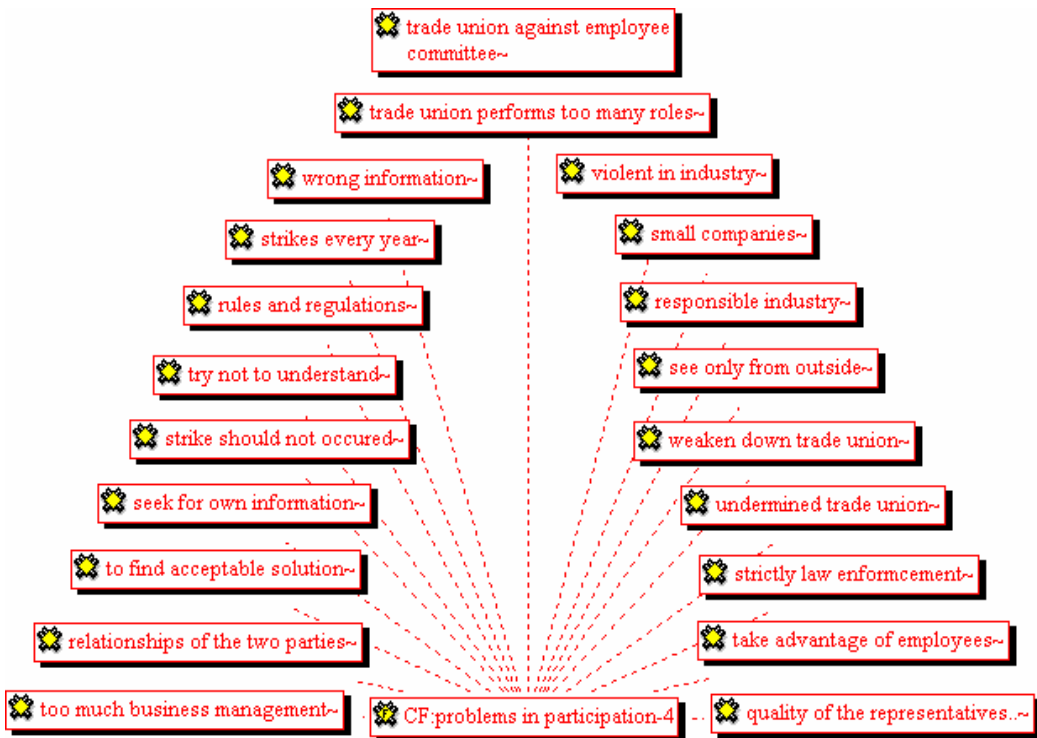 trade union against employee
committee~
trade union performs too many roles~
wrong information~
violent in industry~
strikes every year~
small companies~
rules and regulations~
responsible industry~
try not to understand~
see only from outside~
strike should not occured~
weaken down trade union~
seek for own information~
undermined trade union~
to find acceptable solution~
strictly law enformcement~
relationships of the two parties~
take advantage of employees~
too much business management~
F CF:problems in participation-4
quality of the representatives..~